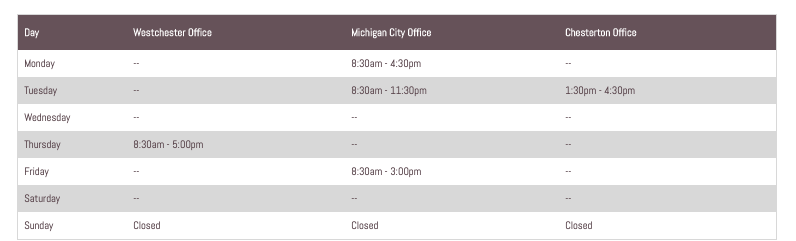 Day Westchester Office Michigan City Office Chesterton Office
Monday -- 8:30am - 4:30pm --
Tuesday -- 8:30am - 11:30pm 1:30pm - 4:30pm
Wednesday -- -- --
Thursday 8:30am - 5:00pm -- --
Friday -- 8:30am - 3:00pm --
Saturday -- -- --
Sunday Closed Closed Closed